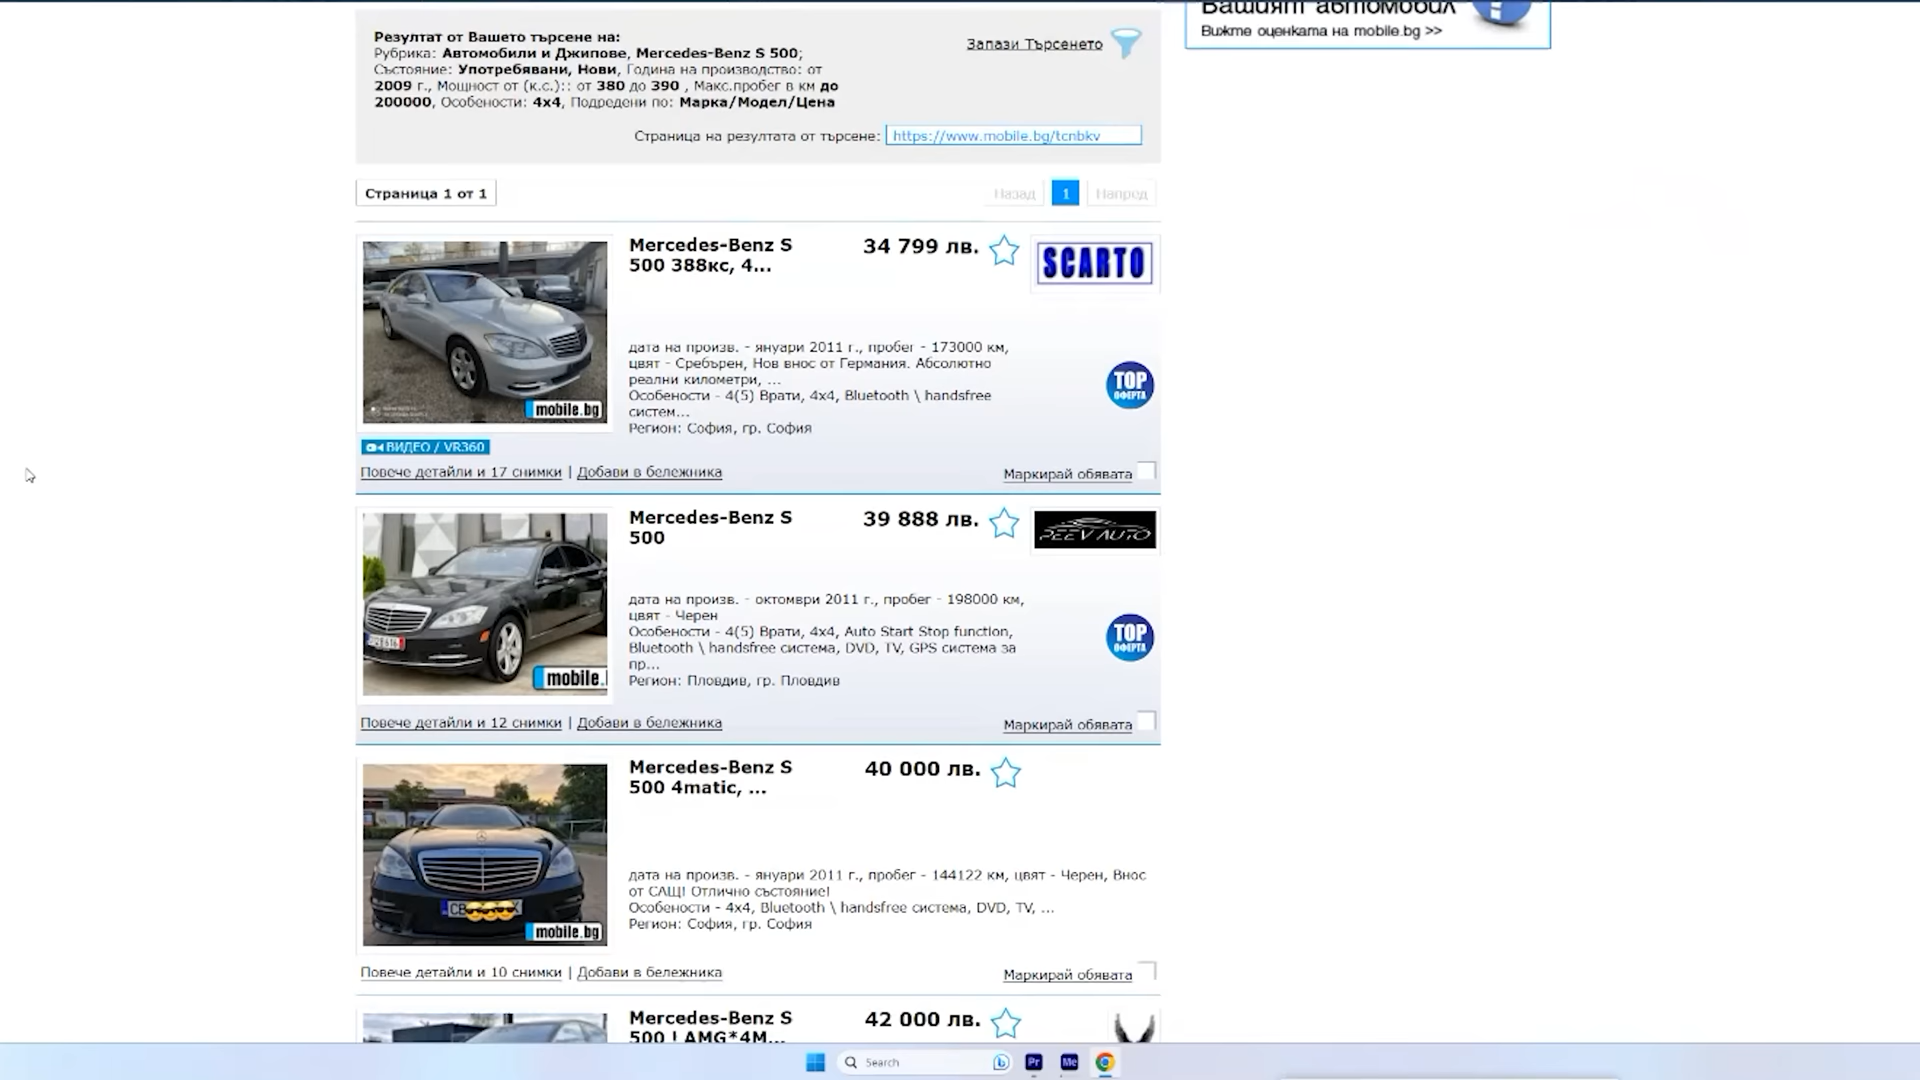 Вашият автомобил
Вижте оценката на mobile.bg >>
Резултат от Вашето търсене на:
Рубрика: Автомобили и Джипове, Mercedes-Benz S 500;
Състояние: Употребявани, Нови, Година на производство: от
2009 г., Мощност от (к.с.):: от 380 до 390 , Макс.пробег в км до
200000, Особености: 4x4, Подредени по: Марка/Модел/Цена
Запази Търсенето
Страница на резултата от търсене: https://www.mobile.bg/tcnbkv
Страница 1 от 1
Назад 1 Напред
Mercedes-Benz S
500 388кс, 4...
34 799 лв.
SCARTO
дата на произв. - януари 2011 г., пробег - 173000 км,
цвят - Сребърен, Нов внос от Германия. Абсолютно
реални километри, ...
Особености - 4(5) Врати, 4x4, Bluetooth \ handsfree
систем...
Регион: София, гр. София
TOP
ОФЕРТА
mobile.bg
ВИДЕО / VR360
Повече детайли и 17 снимки | Добави в бележника
Маркирай обявата
Mercedes-Benz S
500
39 888 лв.
PEEV AUTO
дата на произв. - октомври 2011 г., пробег - 198000 км,
цвят - Черен
Особености - 4(5) Врати, 4x4, Auto Start Stop function,
Bluetooth \ handsfree система, DVD, TV, GPS система за
пр...
Регион: Пловдив, гр. Пловдив
TOP
ОФЕРТА
mobile.
Повече детайли и 12 снимки | Добави в бележника
Маркирай обявата
Mercedes-Benz S
500 4matic, ...
40 000 лв.
дата на произв. - януари 2011 г., пробег - 144122 км, цвят - Черен, Внос
от САЩ! Отлично състояние!
Особености - 4x4, Bluetooth \ handsfree система, DVD, TV, ...
Регион: София, гр. София
CB X
mobile.bg
Повече детайли и 10 снимки | Добави в бележника
Маркирай обявата
Mercedes-Benz S
500 ! AMG*4M...
42 000 лв.
Search
Pr
Me